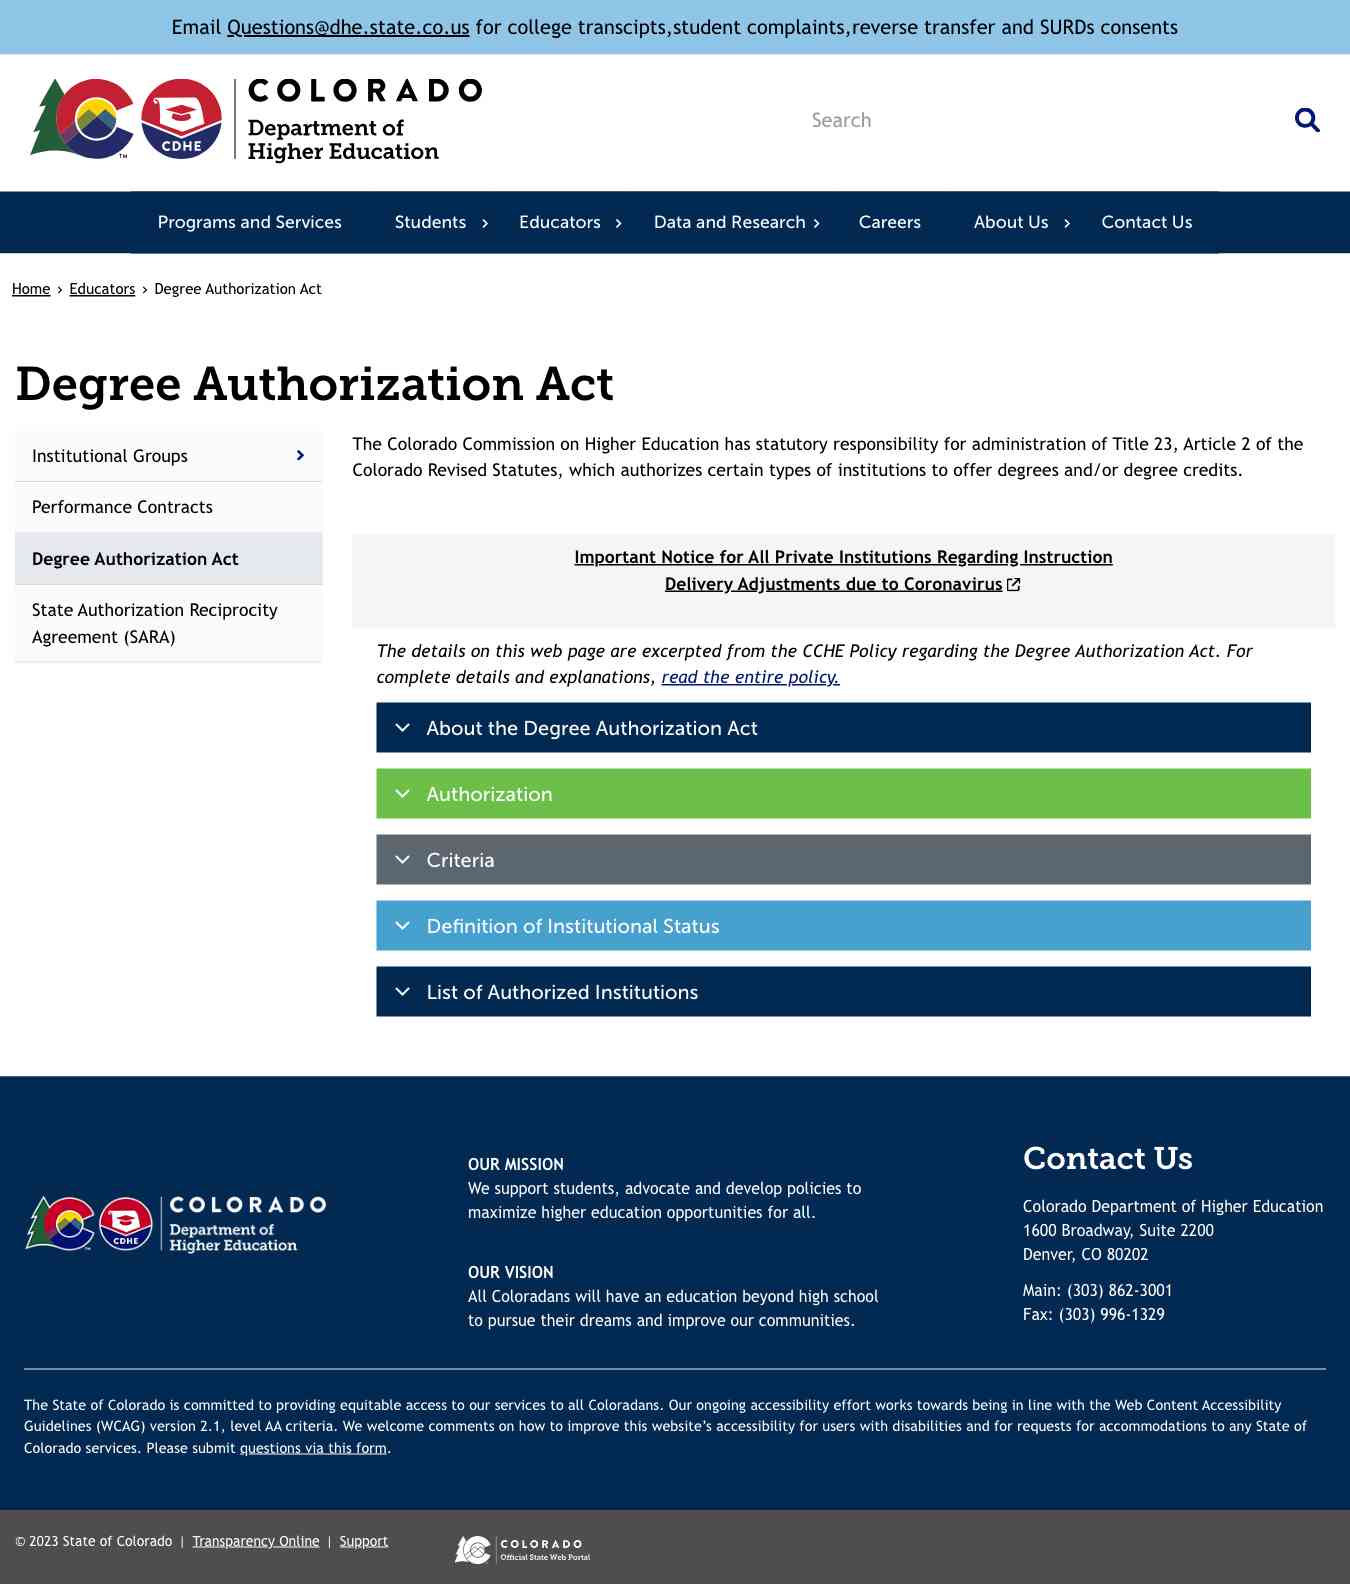 Email Questions@dhe.state.co.us for college transcipts,student complaints,reverse transfer and SURDs consents
COLORADO
Department of
Higher Education
CDHE
TM
Search
Programs and Services Students Educators Data and Research Careers About Us Contact Us
Home › Educators › Degree Authorization Act
Degree Authorization Act
Institutional Groups
Performance Contracts
Degree Authorization Act
State Authorization Reciprocity
Agreement (SARA)
The Colorado Commission on Higher Education has statutory responsibility for administration of Title 23, Article 2 of the
Colorado Revised Statutes, which authorizes certain types of institutions to offer degrees and/or degree credits.
Important Notice for All Private Institutions Regarding Instruction
Delivery Adjustments due to Coronavirus
The details on this web page are excerpted from the CCHE Policy regarding the Degree Authorization Act. For
complete details and explanations, read the entire policy.
About the Degree Authorization Act
Authorization
Criteria
Definition of Institutional Status
List of Authorized Institutions
COLORADO
Department of
Higher Education
CDHE
OUR MISSION
We support students, advocate and develop policies to
maximize higher education opportunities for all.
OUR VISION
All Coloradans will have an education beyond high school
to pursue their dreams and improve our communities.
Contact Us
Colorado Department of Higher Education
1600 Broadway, Suite 2200
Denver, CO 80202
Main: (303) 862-3001
Fax: (303) 996-1329
The State of Colorado is committed to providing equitable access to our services to all Coloradans. Our ongoing accessibility effort works towards being in line with the Web Content Accessibility
Guidelines (WCAG) version 2.1, level AA criteria. We welcome comments on how to improve this website's accessibility for users with disabilities and for requests for accommodations to any State of
Colorado services. Please submit questions via this form.
© 2023 State of Colorado | Transparency Online | Support
COLORADO
Official State Web Portal